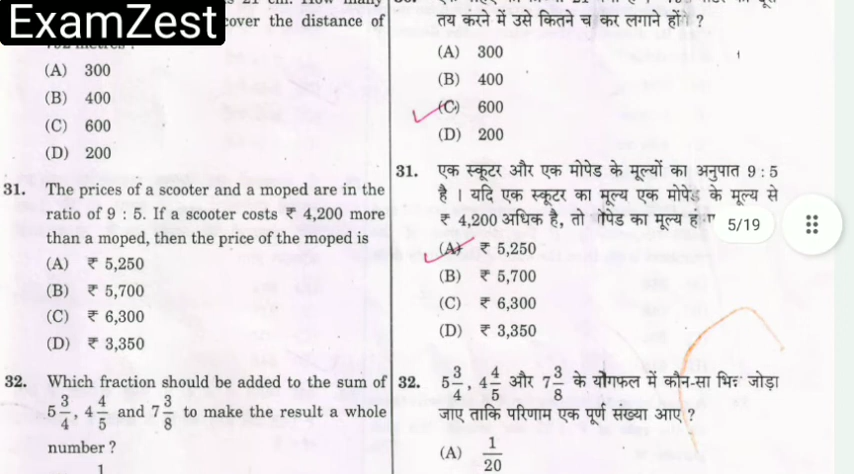 ExamZest
cover the distance of
(A) 300
(B) 400
(C) 600
(D) 200
31. The prices of a scooter and a moped are in the
ratio of 9 : 5. If a scooter costs ₹ 4,200 more
than a moped, then the price of the moped is
(A) ₹ 5,250
(B) ₹ 5,700
(C) ₹ 6,300
(D) ₹ 3,350
32. Which fraction should be added to the sum of
5 3/4, 4 4/5 and 7 3/8 to make the result a whole
number ?
तय करने में उसे कितने च कर लगाने होंगे ?
(A) 300
(B) 400
(C) 600
(D) 200
31. एक स्कूटर और एक मोपेड के मूल्यों का अनुपात 9 : 5
है । यदि एक स्कूटर का मूल्य एक मोपेड के मूल्य से
₹ 4,200 अधिक है, तो मोपेड का मूल्य
5/19
(A) ₹ 5,250
(B) ₹ 5,700
(C) ₹ 6,300
(D) ₹ 3,350
32. 5 3/4, 4 4/5 और 7 3/8 के योगफल में कौन-सा भिन्न जोड़ा
जाए ताकि परिणाम एक पूर्ण संख्या आए ?
(A) 1/20